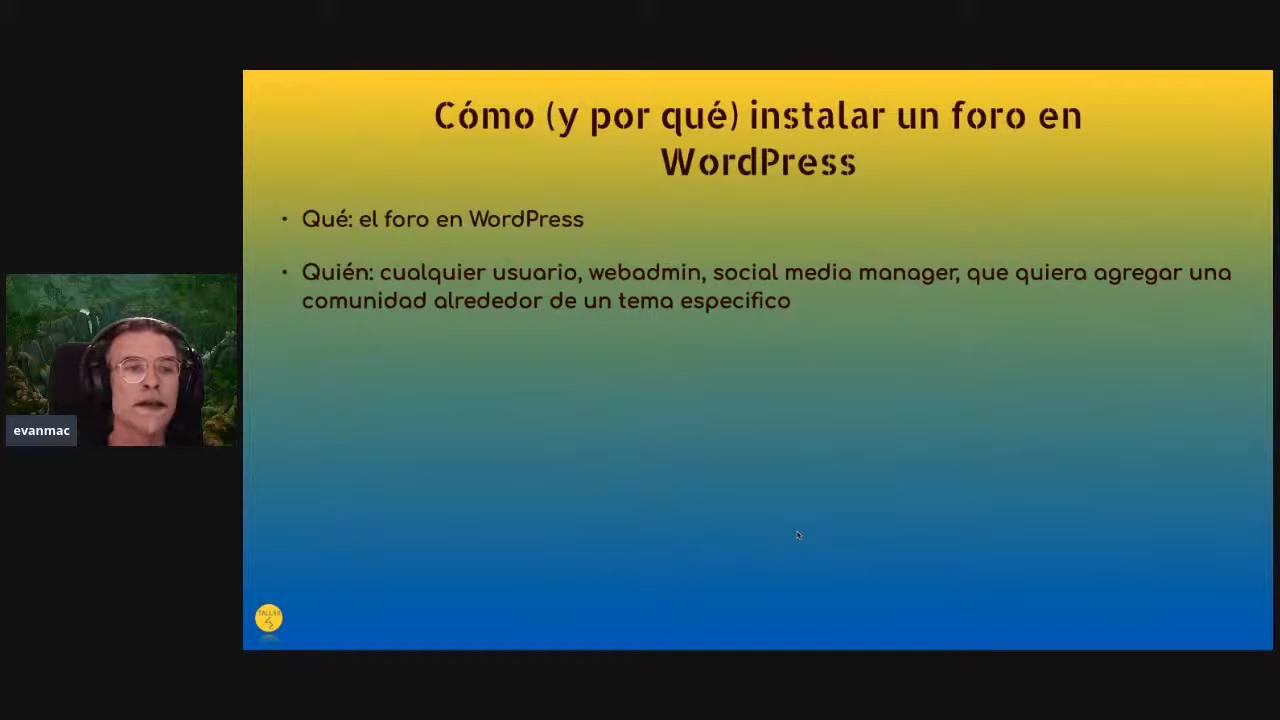 Cómo (y por qué) instalar un foro en
WordPress
• Qué: el foro en WordPress
• Quién: cualquier usuario, webadmin, social media manager, que quiera agregar una
comunidad alrededor de un tema especifico
evanmac
TALLER